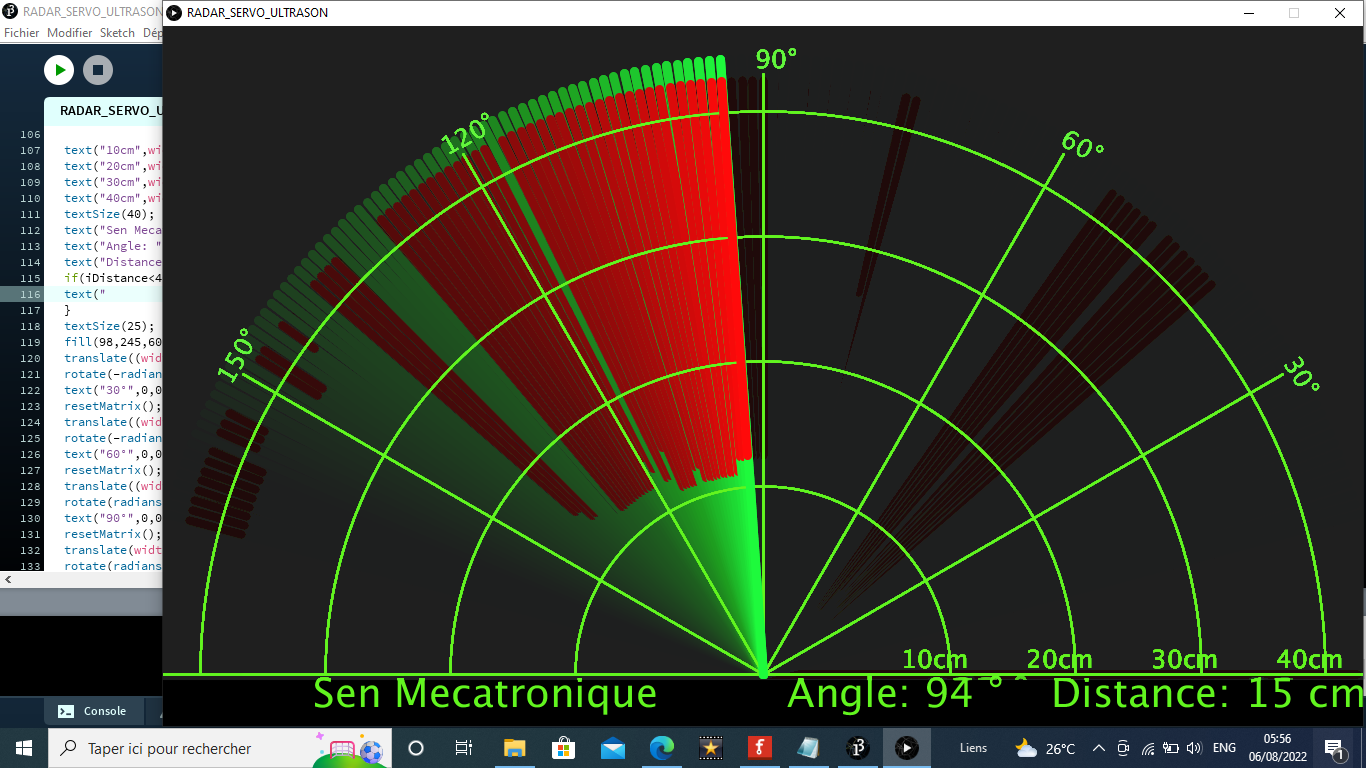 RADAR_SERVO_ULTRASON
RADAR_SERVO_ULTRASON
Fichier Modifier Sketch Dép
RADAR_SERVO_U
106
107 text("10cm",wi
108 text("20cm",wi
109 text("30cm",wi
110 text("40cm",wi
111 textSize(40);
112 text("Sen Meca
113 text("Angle: "
114 text("Distance
115 if(iDistance<4
116 text("
117 }
118 textSize(25);
119 fill(98,245,60
120 translate((wid
121 rotate(-radian
122 text("30°",0,0
123 resetMatrix();
124 translate((wid
125 rotate(-radian
126 text("60°",0,0
127 resetMatrix();
128 translate((wid
129 rotate(radians
130 text("90°",0,0
131 resetMatrix();
132 translate(widt
133 rotate(radians
90°
120°
60°
150°
30°
10cm 20cm 30cm 40cm
Sen Mecatronique Angle: 94 ° Distance: 15 cm
Console
Taper ici pour rechercher
Liens
26°C
ENG
05:56
06/08/2022
1